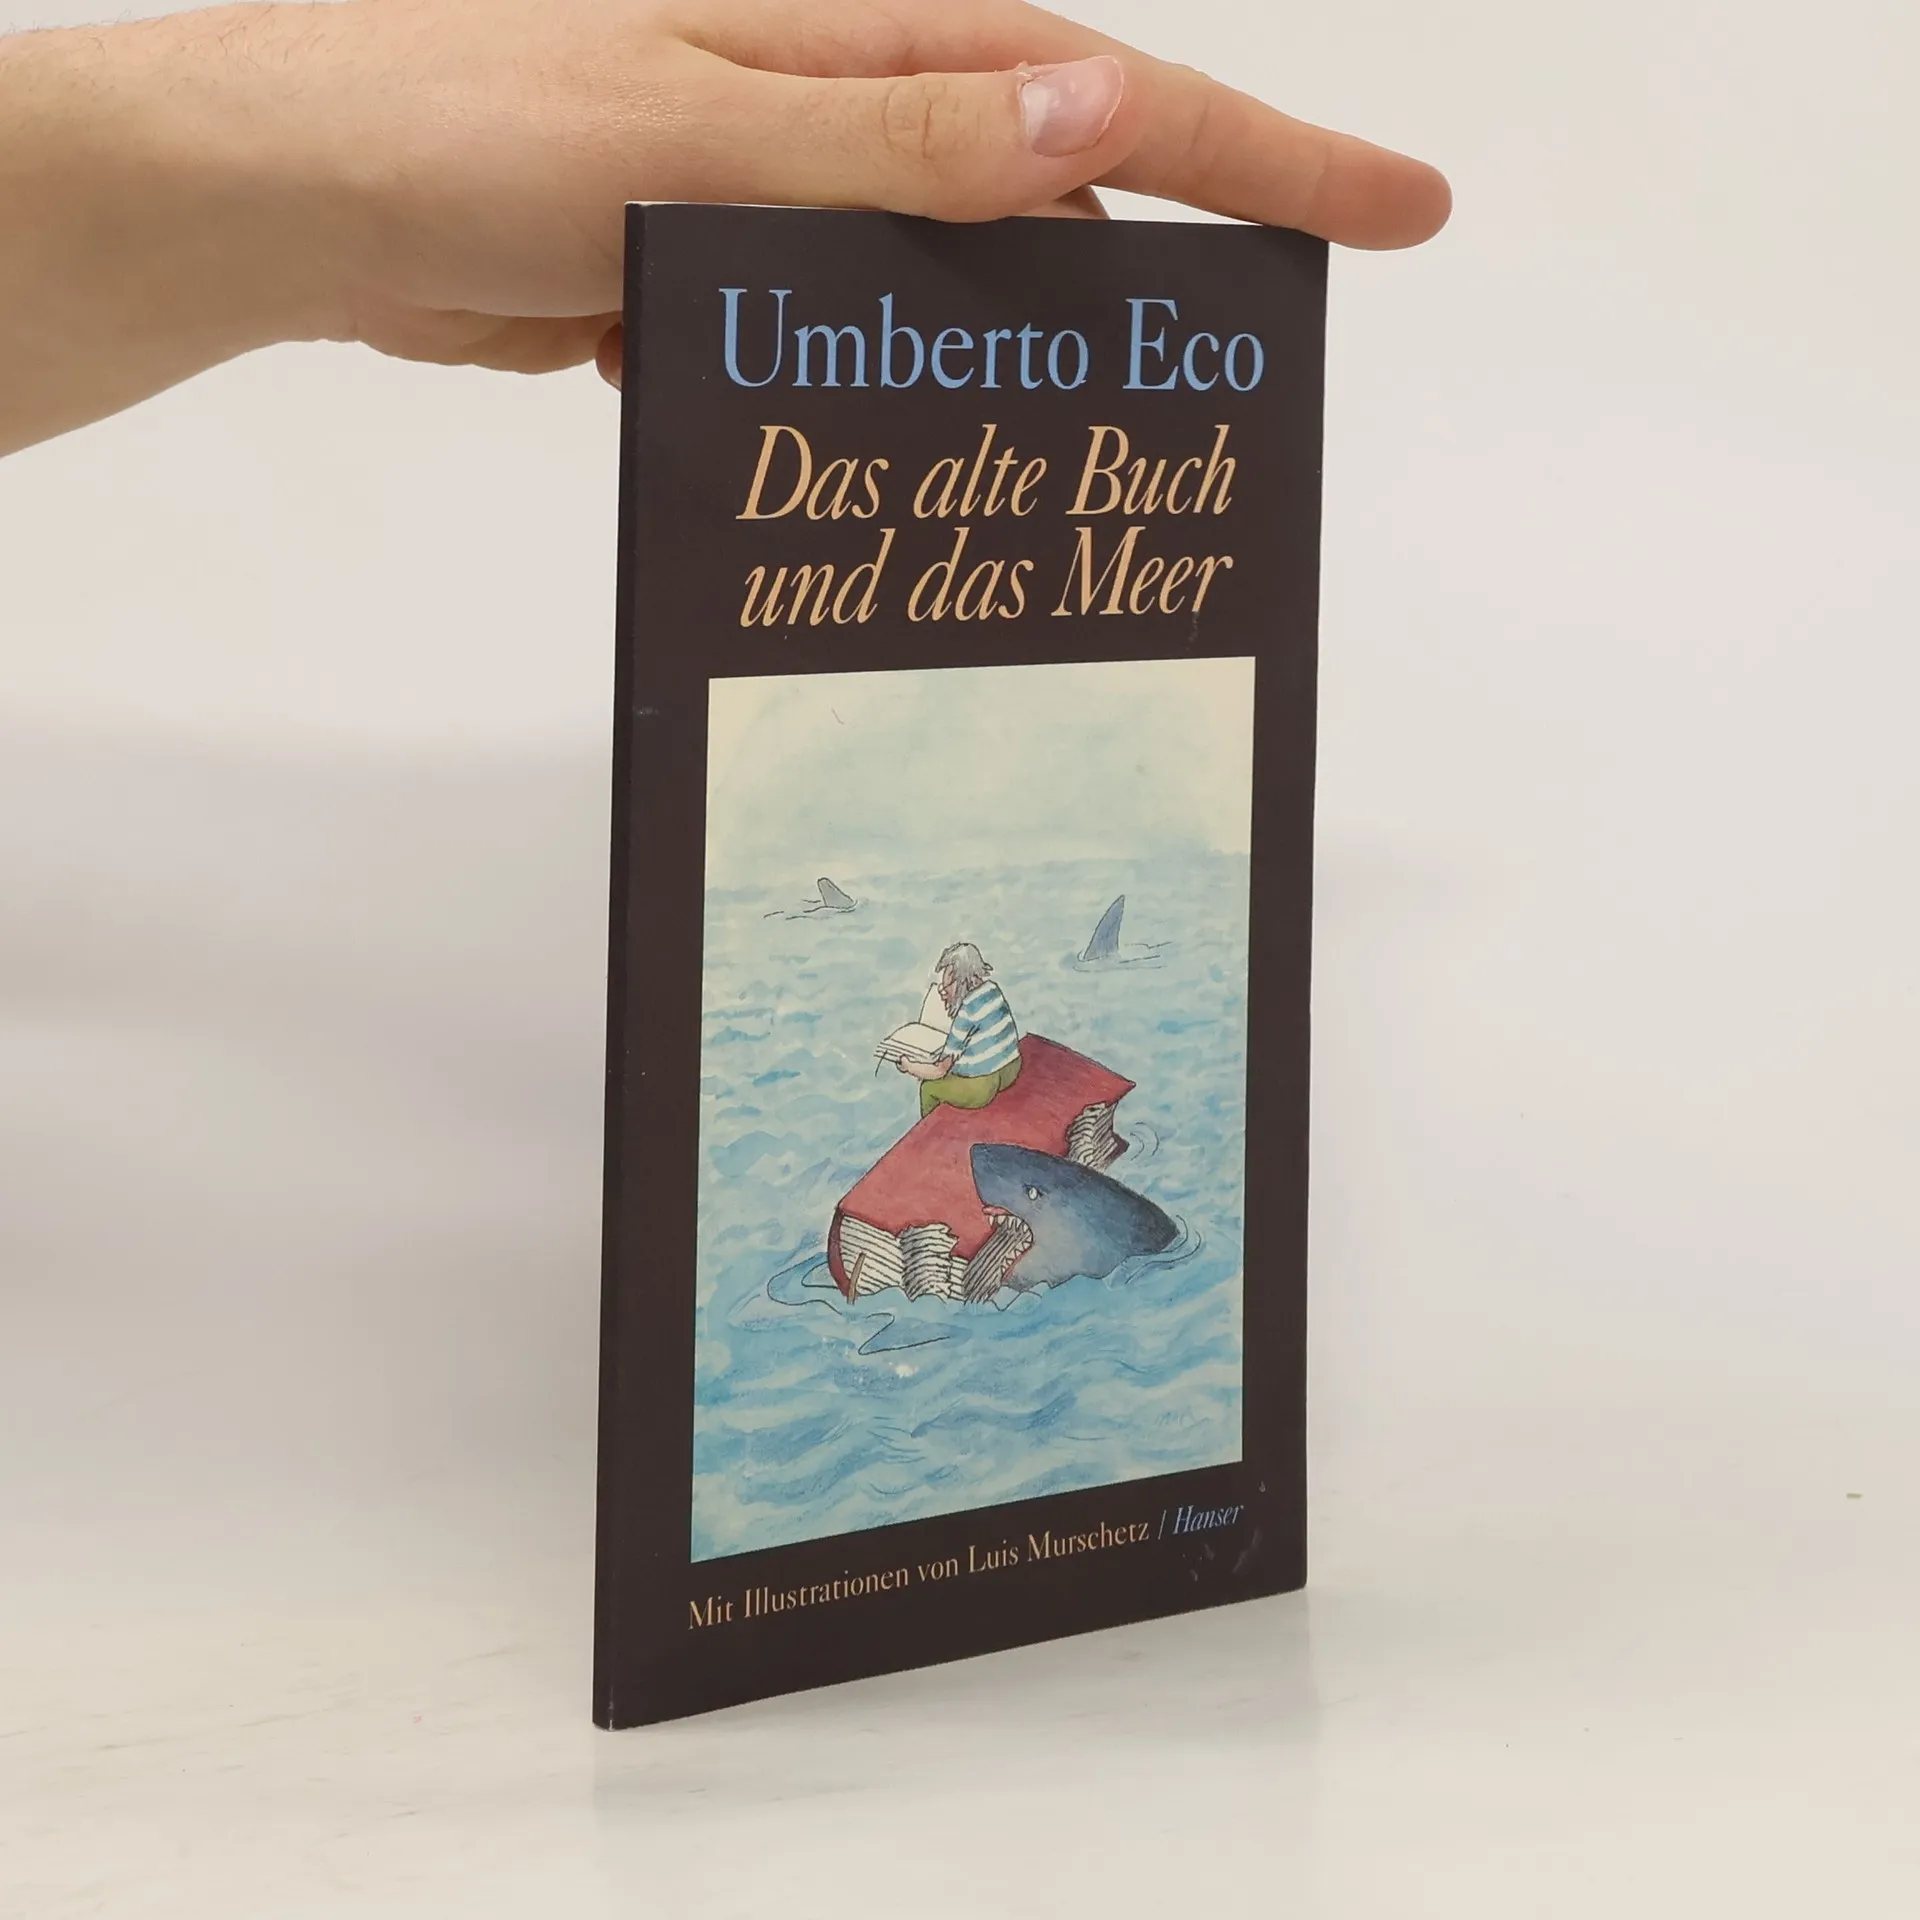 Umberto Eco
Das alte Buch
und das Meer
Mit Illustrationen von Luis Murschetz / Hanser